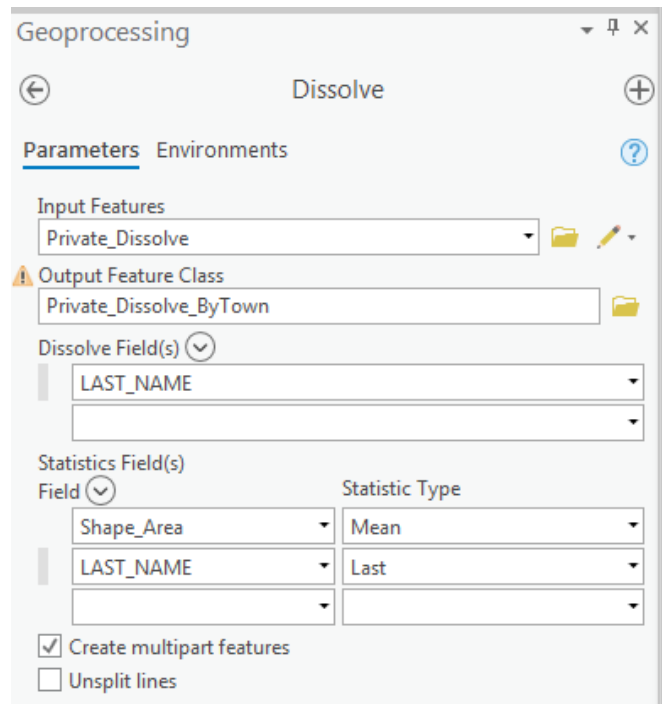 Geoprocessing
Dissolve
Parameters Environments
Input Features
Private_Dissolve
Output Feature Class
Private_Dissolve_ByTown
Dissolve Field(s)
LAST_NAME
Statistics Field(s)
Field Statistic Type
Shape_Area Mean
LAST_NAME Last
Create multipart features
Unsplit lines